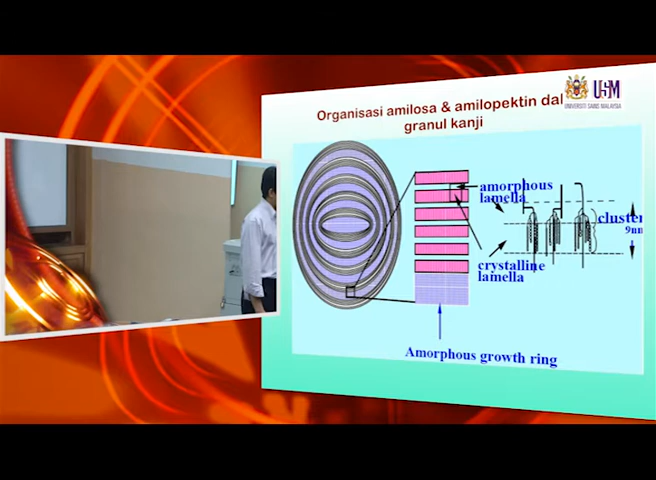 USM
UNIVERSITI SAINS MALAYSIA
Organisasi amilosa & amilopektin dal
granul kanji
amorphous
lamella
cluster
9nm
crystalline
lamella
Amorphous growth ring